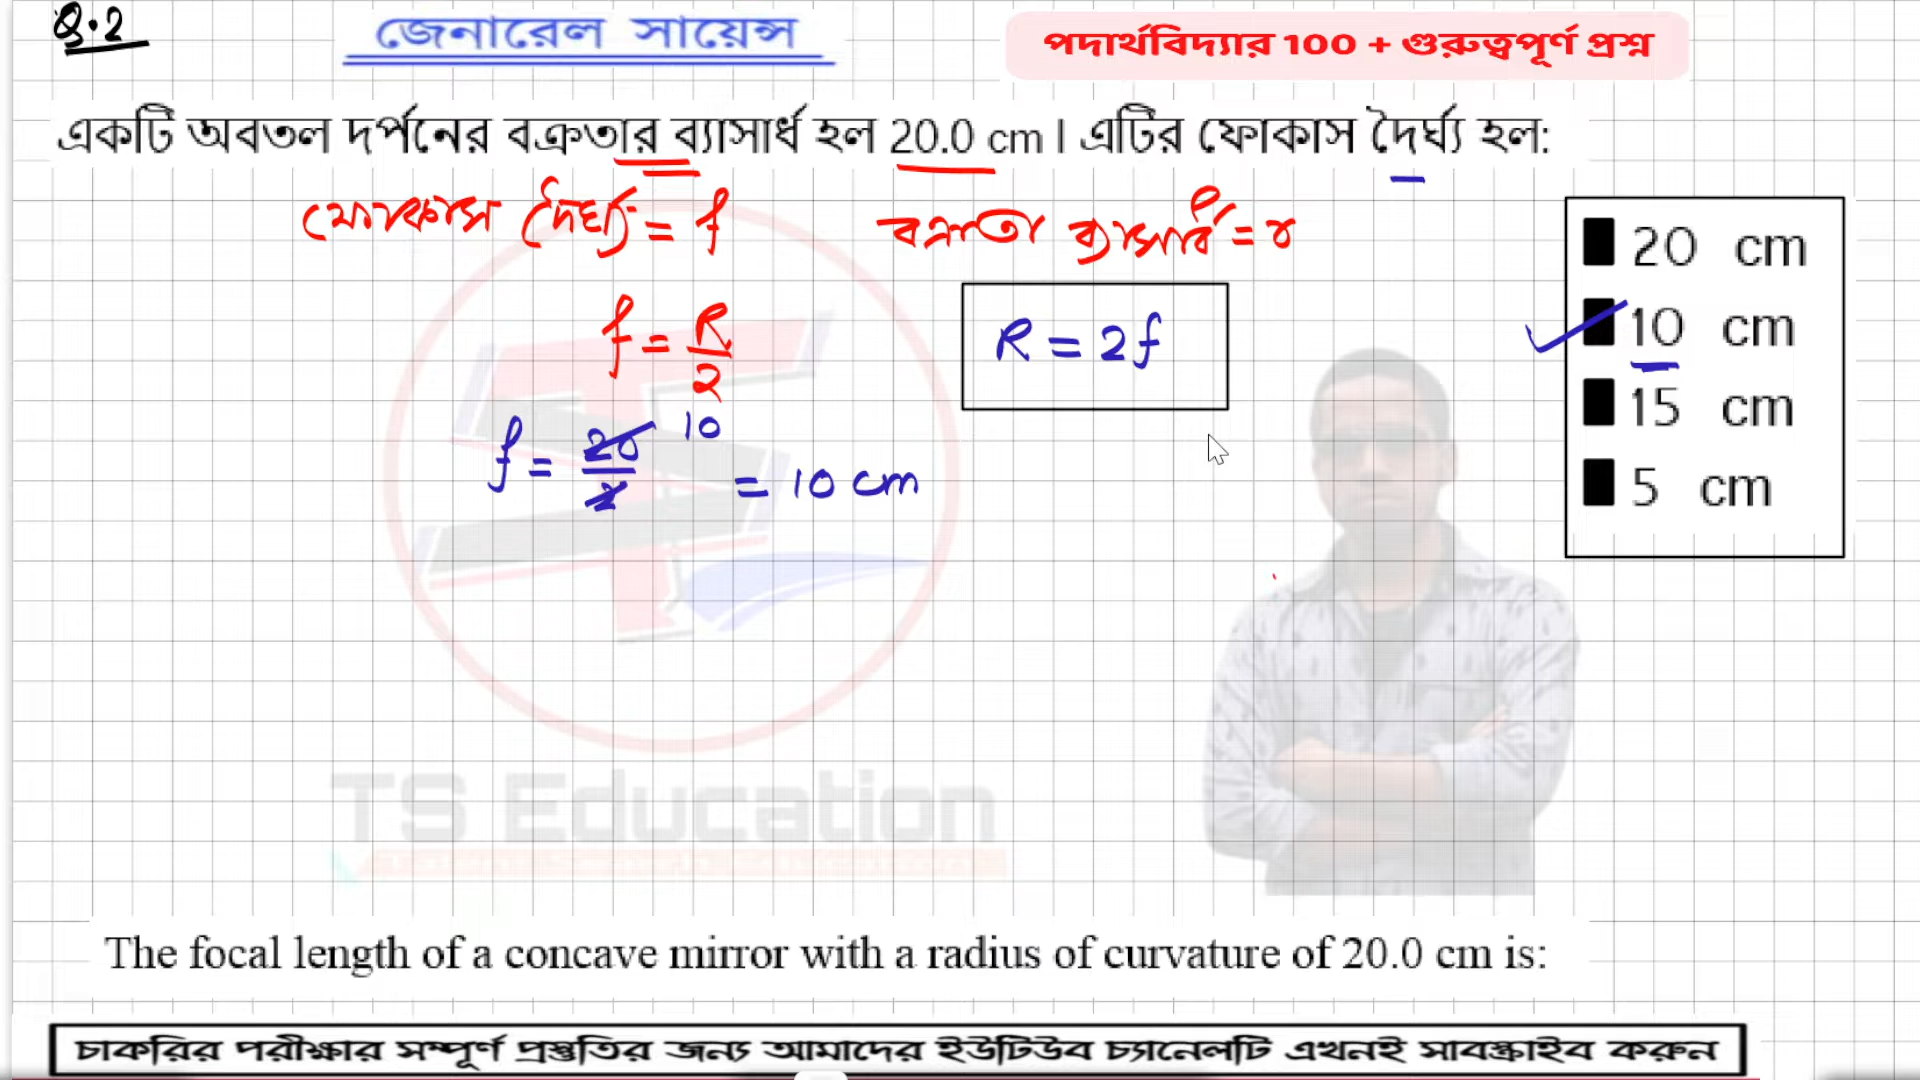 Q.2
জেনারেল সায়েন্স
পদার্থবিদ্যার 100 + গুরুত্বপূর্ণ প্রশ্ন
একটি অবতল দর্পনের বক্রতার ব্যাসার্ধ হল 20.0 cm । এটির ফোকাস দৈর্ঘ্য হল:
ফোকাস দৈর্ঘ্য = f
বক্রতা ব্যাসার্ধ = r
f = R/2
R = 2f
f = 20/2 10 = 10 cm
20 cm
10 cm
15 cm
5 cm
TS Education
The focal length of a concave mirror with a radius of curvature of 20.0 cm is:
চাকরির পরীক্ষার সম্পূর্ণ প্রস্তুতির জন্য আমাদের ইউটিউব চ্যানেলটি এখনই সাবস্ক্রাইব করুন